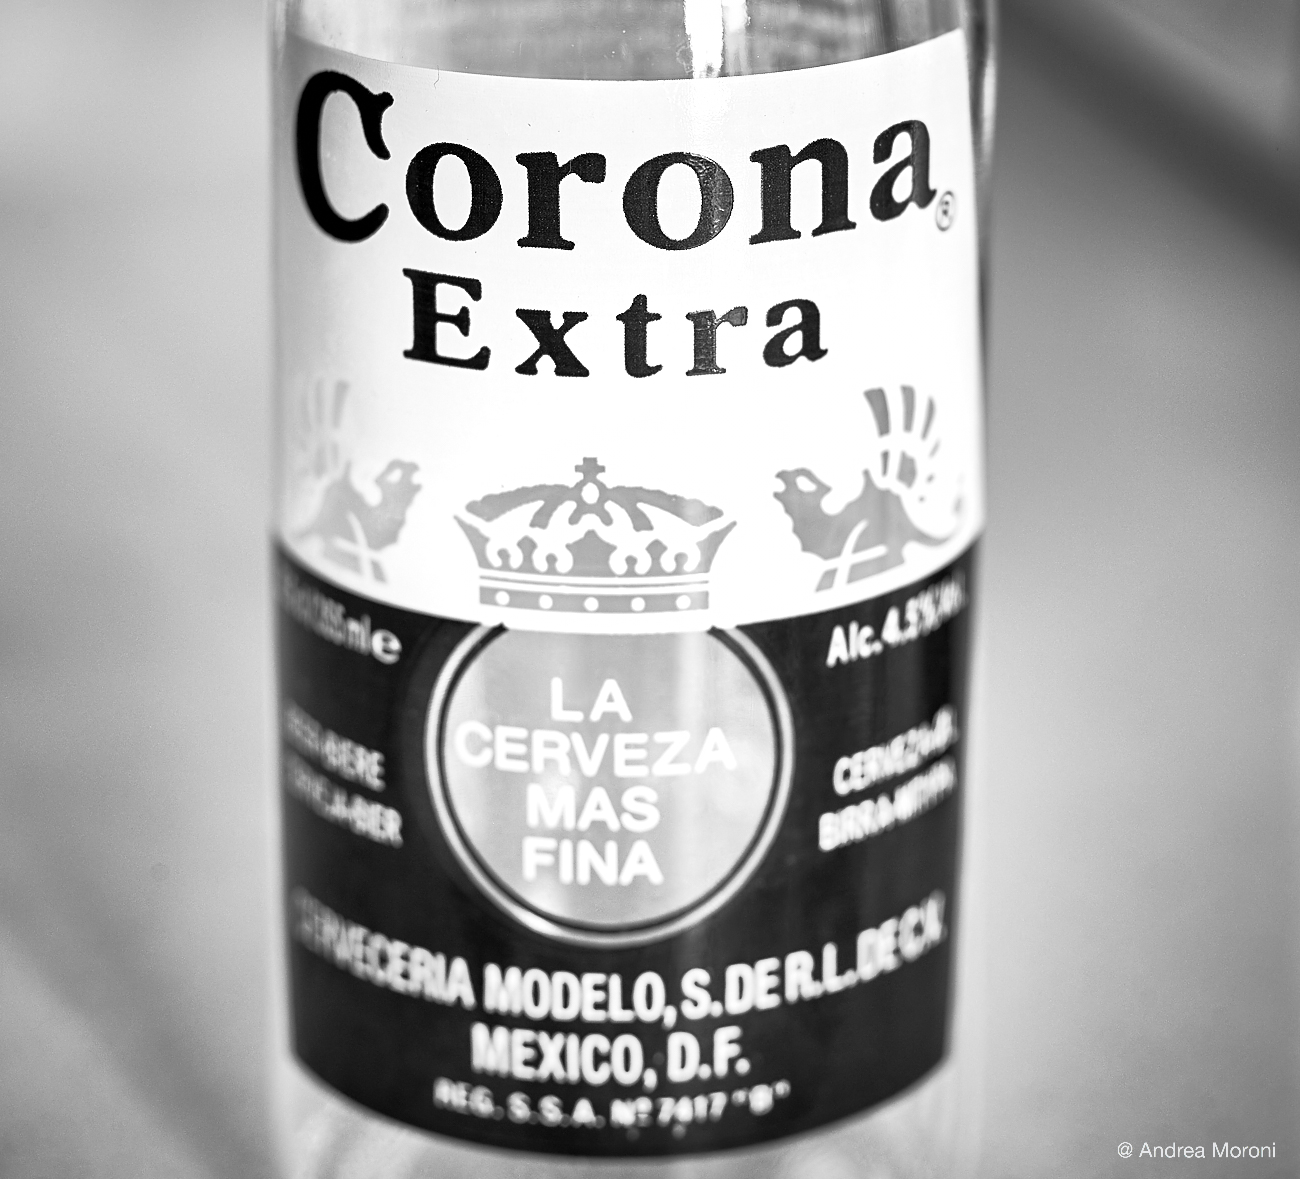 Corona®
Extra
Alc. 4.5%
LA
CERVEZA
MAS
FINA
CERVECERIA MODELO, S. DE R.L. DE C.V.
MEXICO, D.F.
REG. S.S.A. Nº 7417 "B"
@ Andrea Moroni